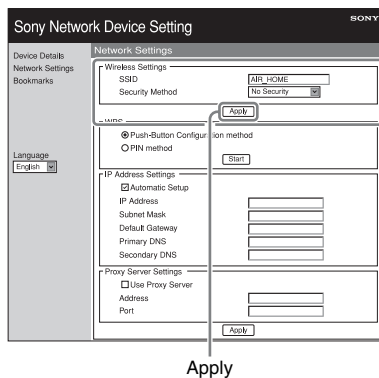 SONY
Sony Network Device Setting
Device Details
Network Settings
Bookmarks
Language
English
Network Settings
Wireless Settings
SSID AIR_HOME
Security Method No Security
Apply
WPS
Push-Button Configuration method
PIN method
Start
IP Address Settings
Automatic Setup
IP Address
Subnet Mask
Default Gateway
Primary DNS
Secondary DNS
Proxy Server Settings
Use Proxy Server
Address
Port
Apply
Apply